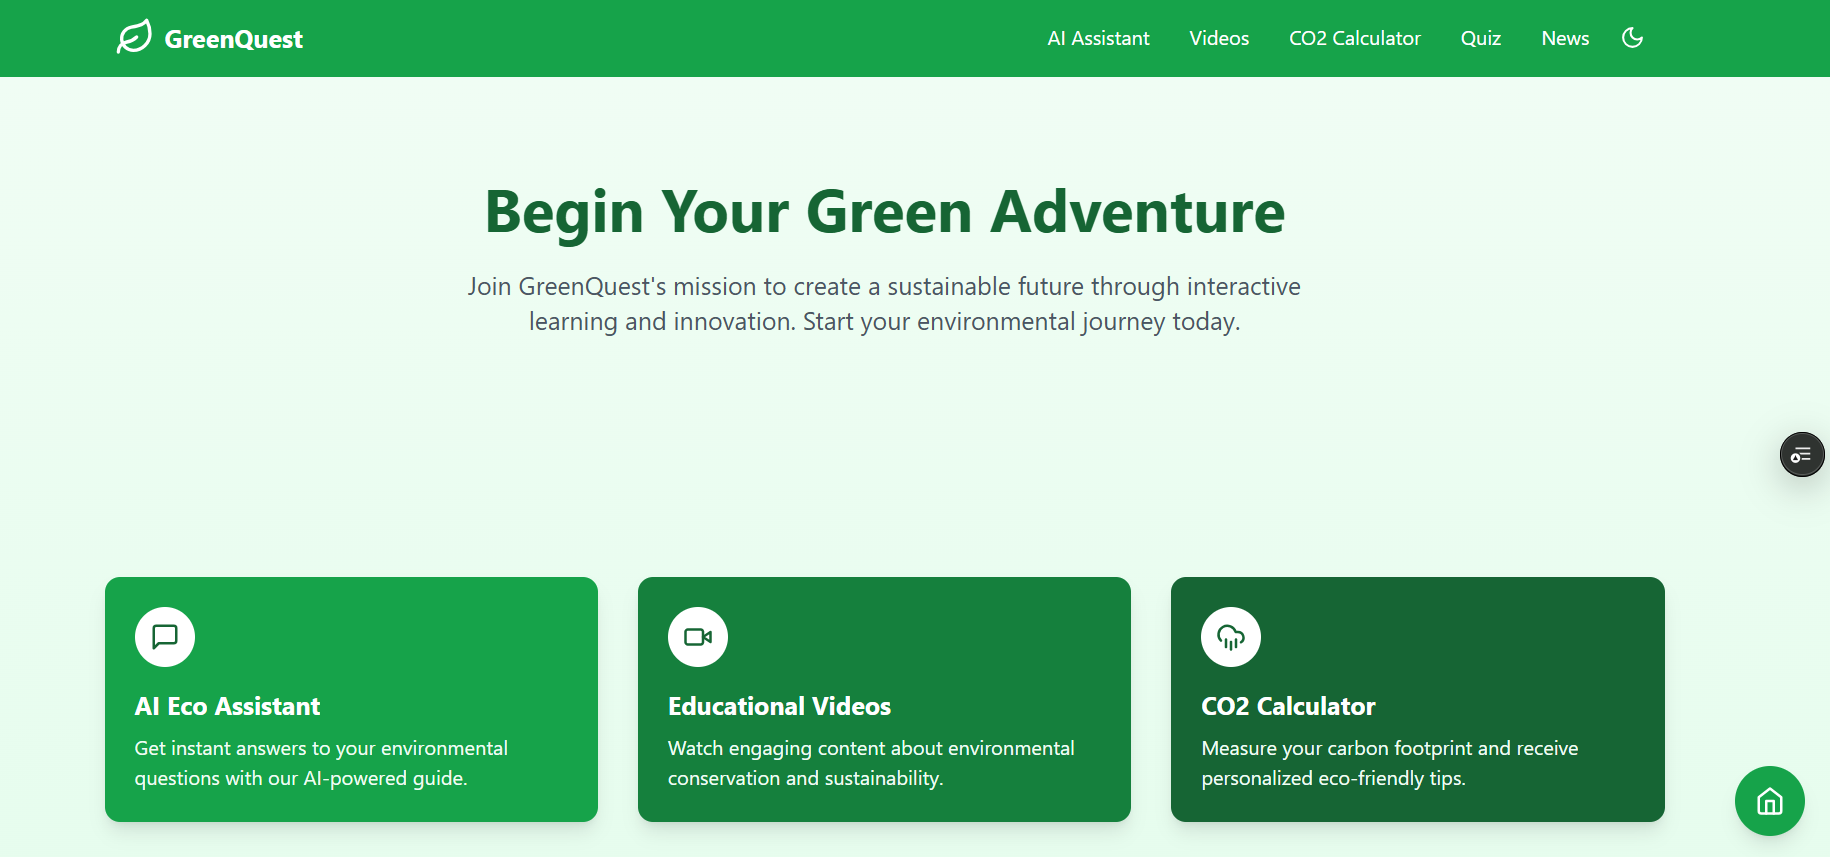 GreenQuest
AI Assistant
Videos
CO2 Calculator
Quiz
News
Begin Your Green Adventure
Join GreenQuest's mission to create a sustainable future through interactive
learning and innovation. Start your environmental journey today.
AI Eco Assistant
Get instant answers to your environmental
questions with our AI-powered guide.
Educational Videos
Watch engaging content about environmental
conservation and sustainability.
CO2 Calculator
Measure your carbon footprint and receive
personalized eco-friendly tips.